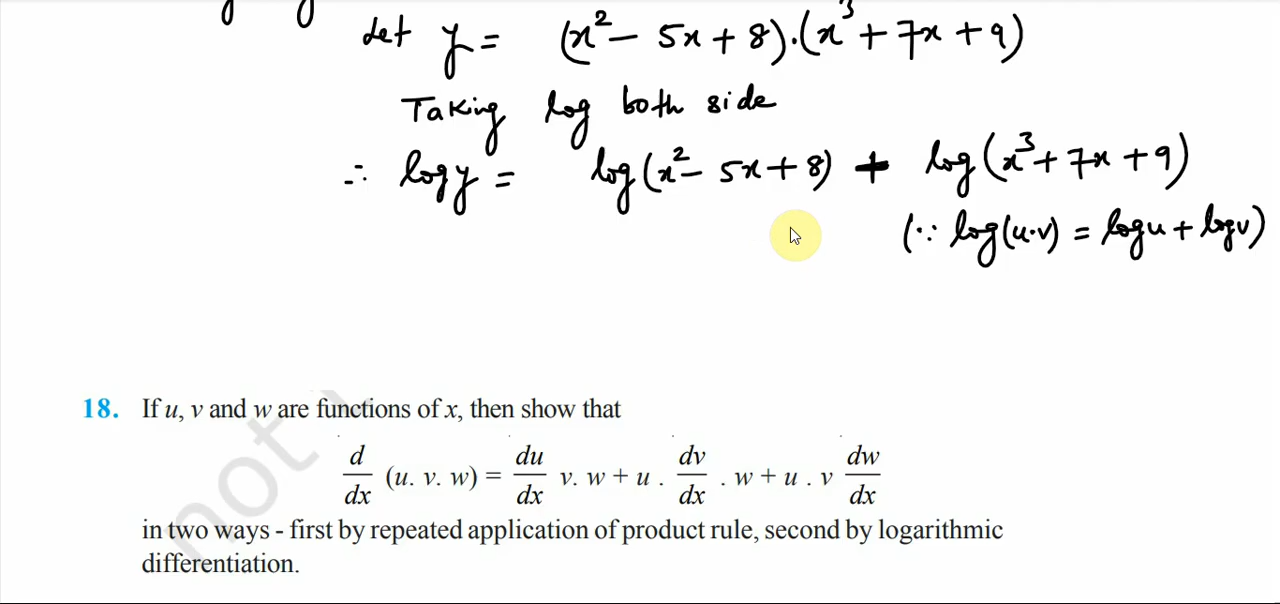 Let y = (x² - 5x + 8).(x³ + 7x + 9)
Taking log both side
∴ log y = log(x² - 5x + 8) + log(x³ + 7x + 9)
(∵ log(u.v) = log u + log v)
18. If u, v and w are functions of x, then show that
d/dx (u. v. w) = du/dx v. w + u . dv/dx . w + u . v dw/dx
in two ways - first by repeated application of product rule, second by logarithmic
differentiation.
not